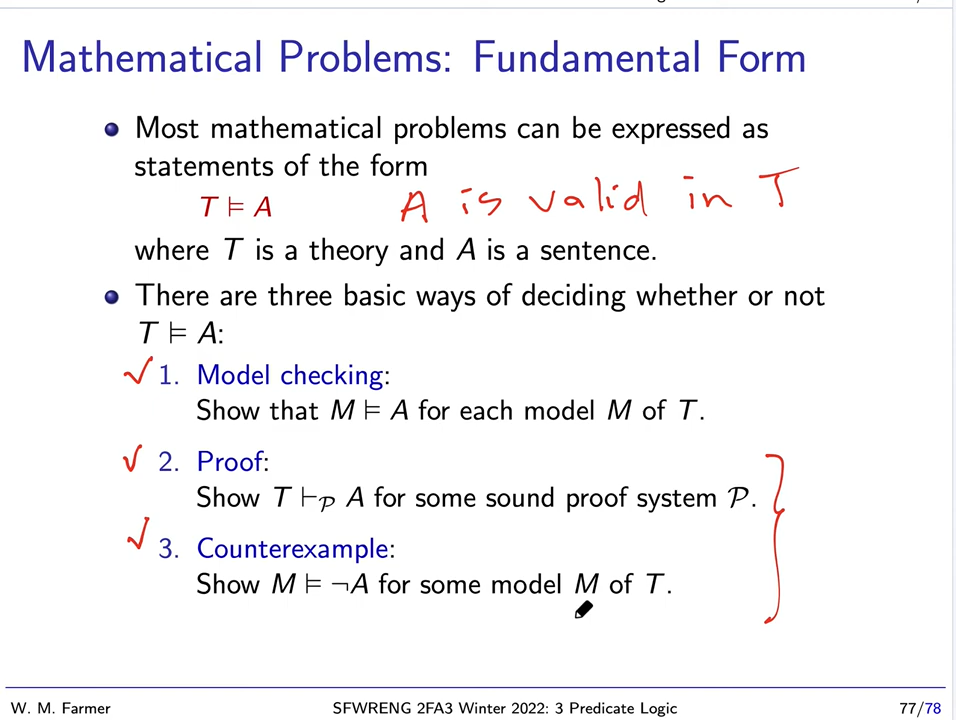 77/78
Mathematical Problems: Fundamental Form
Most mathematical problems can be expressed as
statements of the form
T ⊨ A A is valid in T
where T is a theory and A is a sentence.
There are three basic ways of deciding whether or not
T ⊨ A:
1. Model checking:
Show that M ⊨ A for each model M of T.
2. Proof:
Show T ⊢𝒫 A for some sound proof system 𝒫.
3. Counterexample:
Show M ⊨ ¬A for some model M of T.
W. M. Farmer SFWRENG 2FA3 Winter 2022: 3 Predicate Logic 77/78